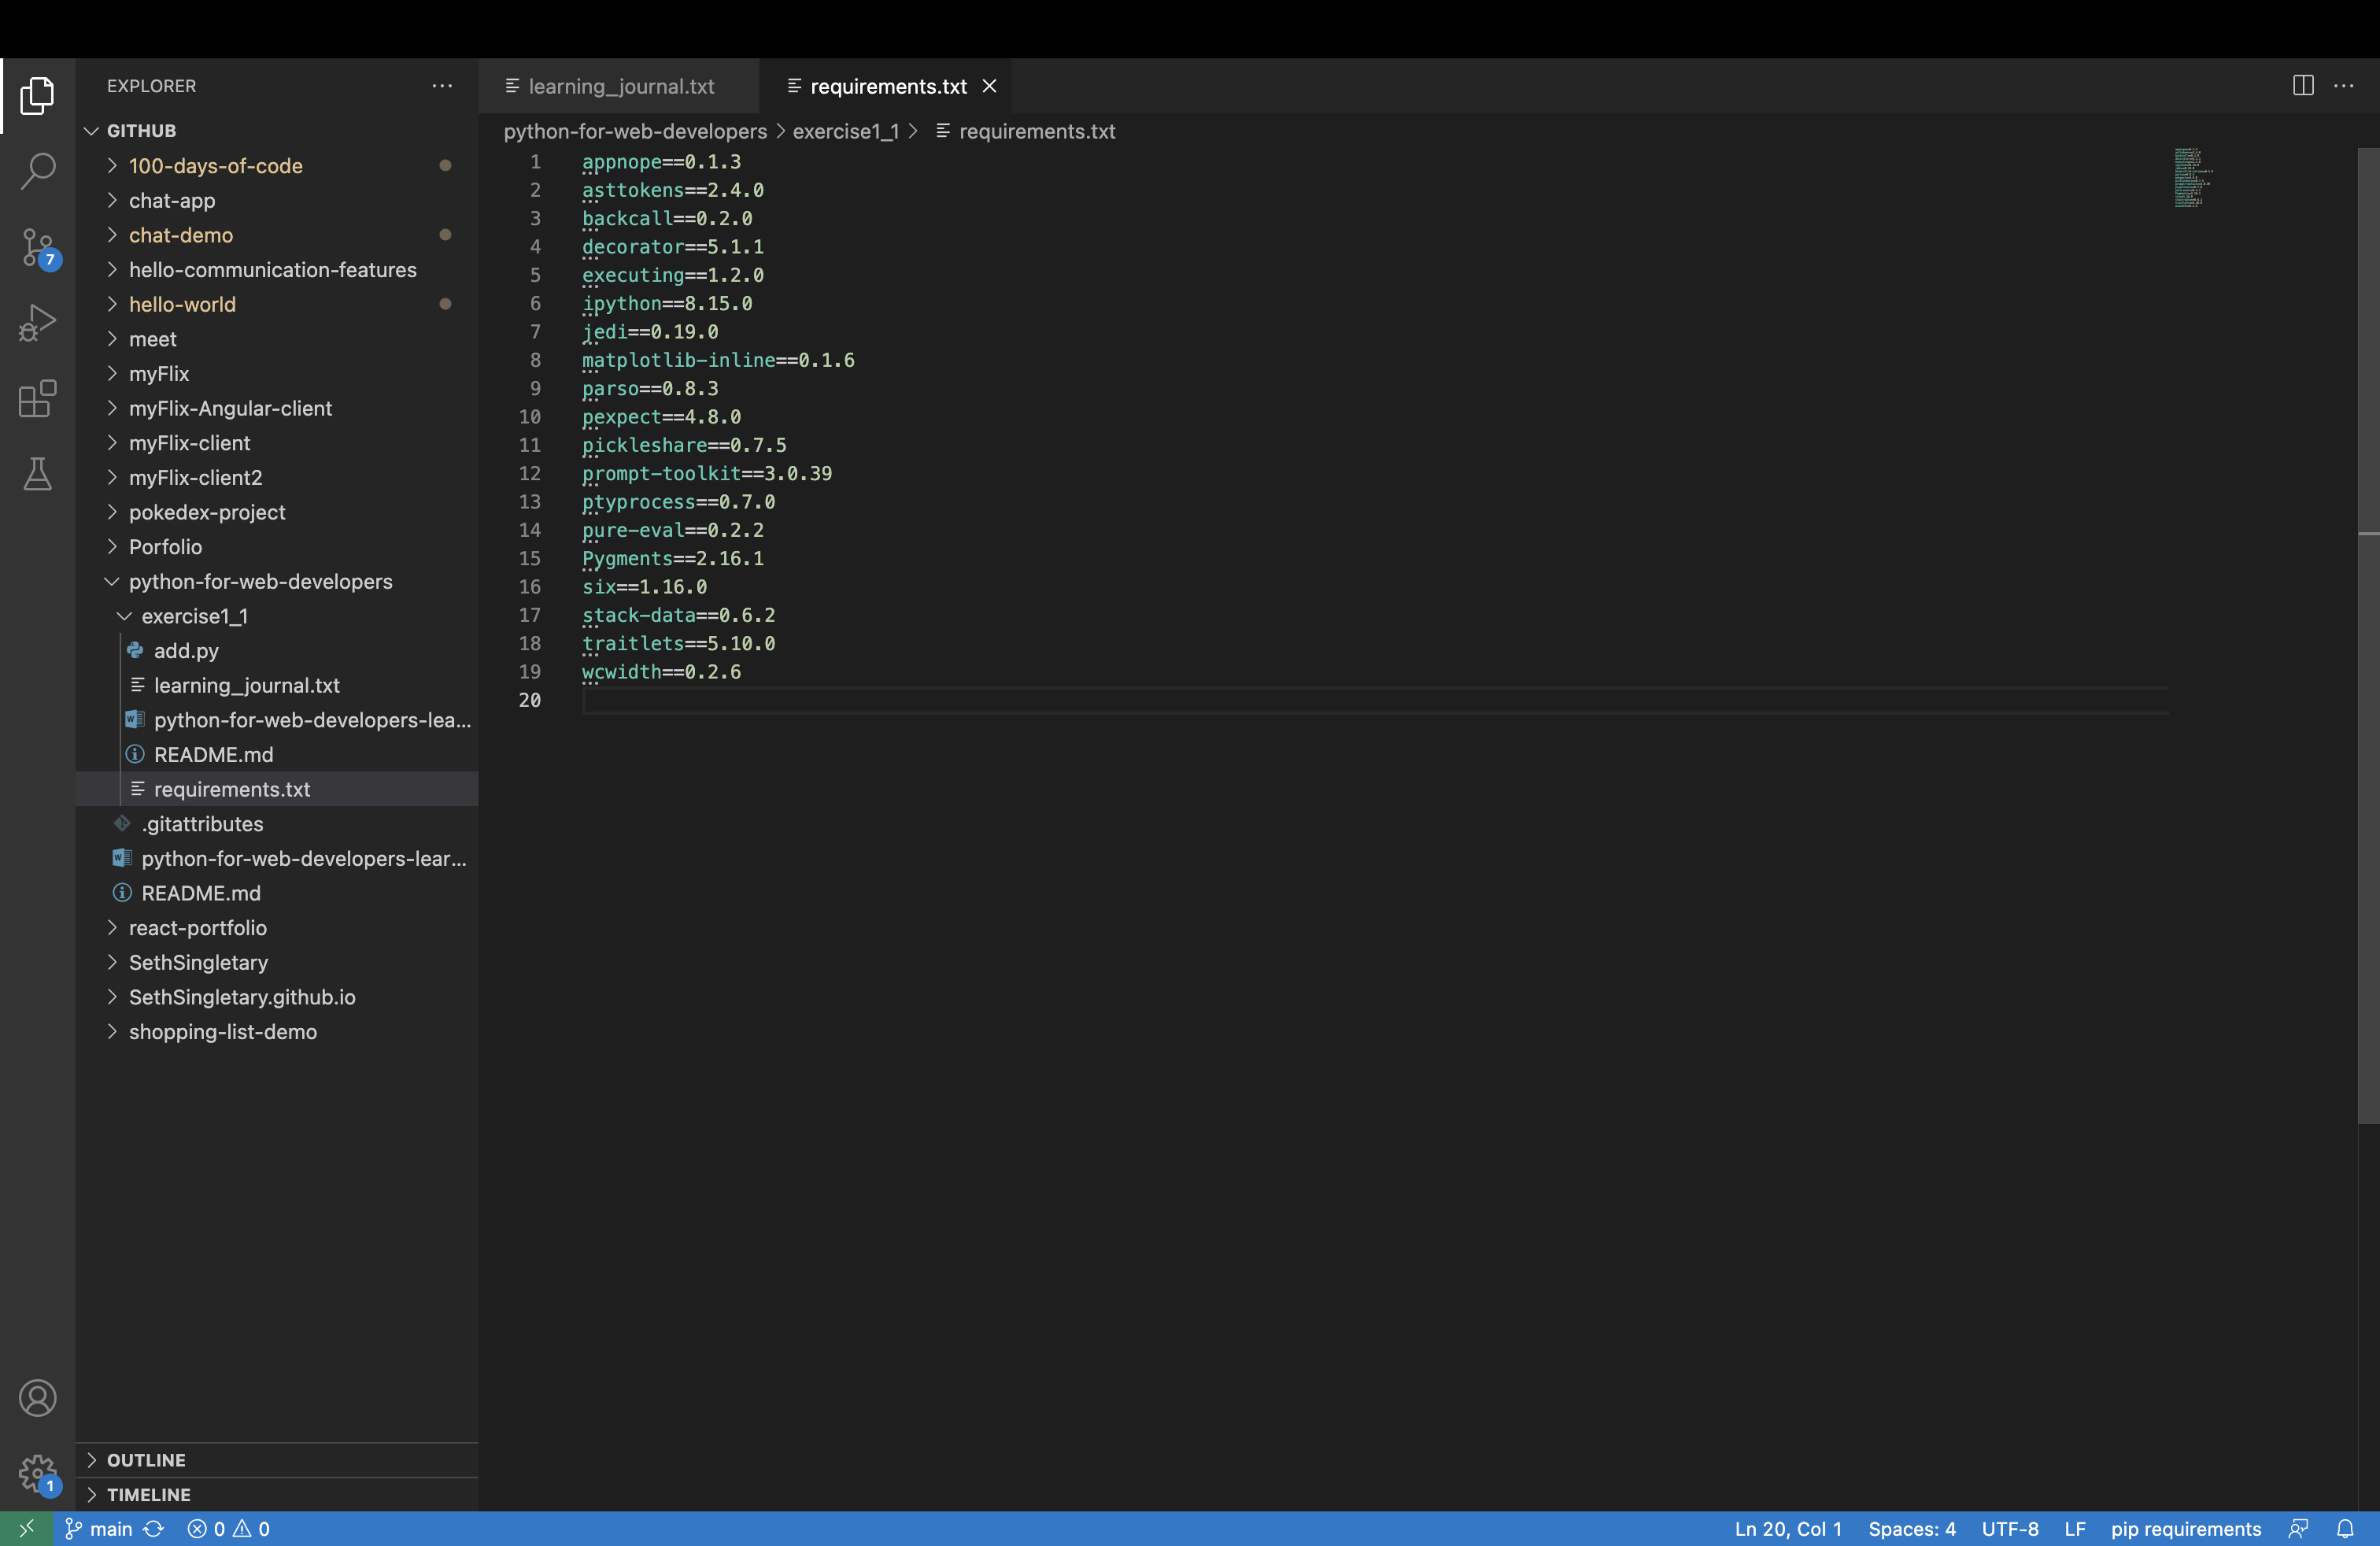 EXPLORER
GITHUB
100-days-of-code
chat-app
chat-demo
hello-communication-features
hello-world
meet
myFlix
myFlix-Angular-client
myFlix-client
myFlix-client2
pokedex-project
Porfolio
python-for-web-developers
exercise1_1
add.py
learning_journal.txt
python-for-web-developers-lea...
README.md
requirements.txt
.gitattributes
python-for-web-developers-lear...
README.md
react-portfolio
SethSingletary
SethSingletary.github.io
shopping-list-demo
OUTLINE
TIMELINE
7
1
learning_journal.txt
requirements.txt
python-for-web-developers > exercise1_1 > requirements.txt
1 appnope==0.1.3
2 asttokens==2.4.0
3 backcall==0.2.0
4 decorator==5.1.1
5 executing==1.2.0
6 ipython==8.15.0
7 jedi==0.19.0
8 matplotlib-inline==0.1.6
9 parso==0.8.3
10 pexpect==4.8.0
11 pickleshare==0.7.5
12 prompt-toolkit==3.0.39
13 ptyprocess==0.7.0
14 pure-eval==0.2.2
15 Pygments==2.16.1
16 six==1.16.0
17 stack-data==0.6.2
18 traitlets==5.10.0
19 wcwidth==0.2.6
20
main 0 0 Ln 20, Col 1 Spaces: 4 UTF-8 LF pip requirements